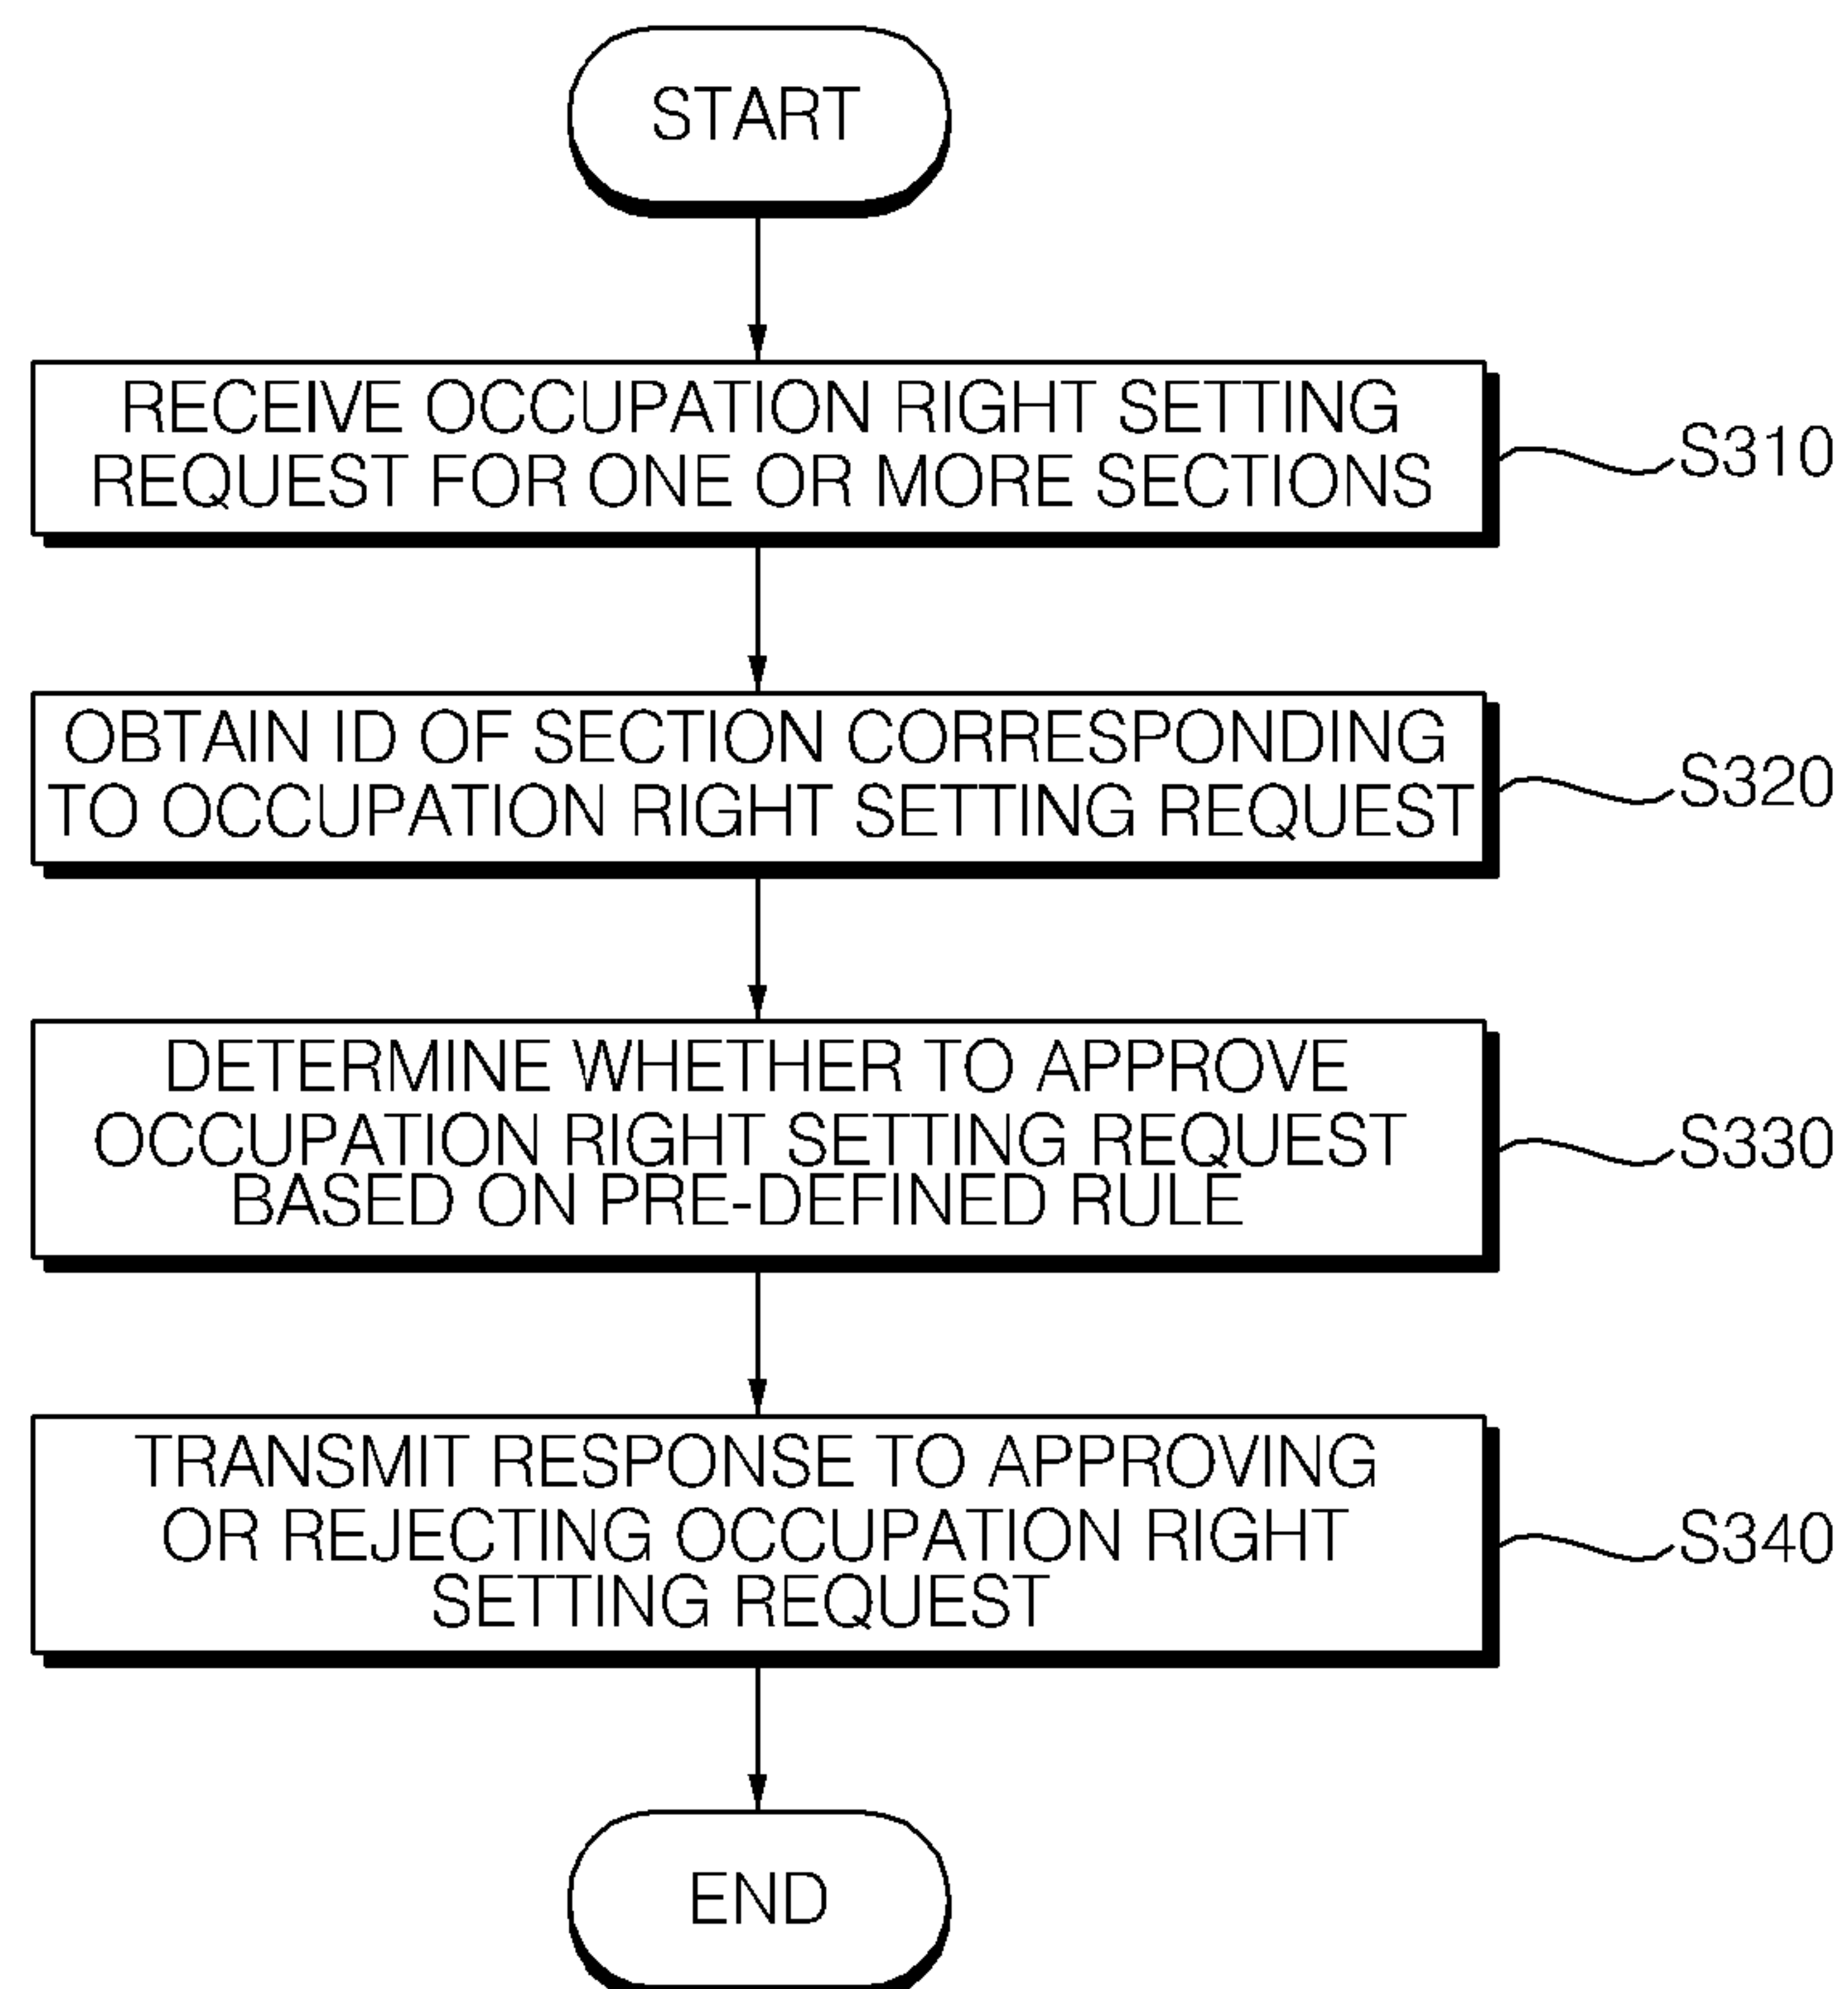 START
RECEIVE OCCUPATION RIGHT SETTING
REQUEST FOR ONE OR MORE SECTIONS
S310
OBTAIN ID OF SECTION CORRESPONDING
TO OCCUPATION RIGHT SETTING REQUEST
S320
DETERMINE WHETHER TO APPROVE
OCCUPATION RIGHT SETTING REQUEST
BASED ON PRE-DEFINED RULE
S330
TRANSMIT RESPONSE TO APPROVING
OR REJECTING OCCUPATION RIGHT
SETTING REQUEST
S340
END